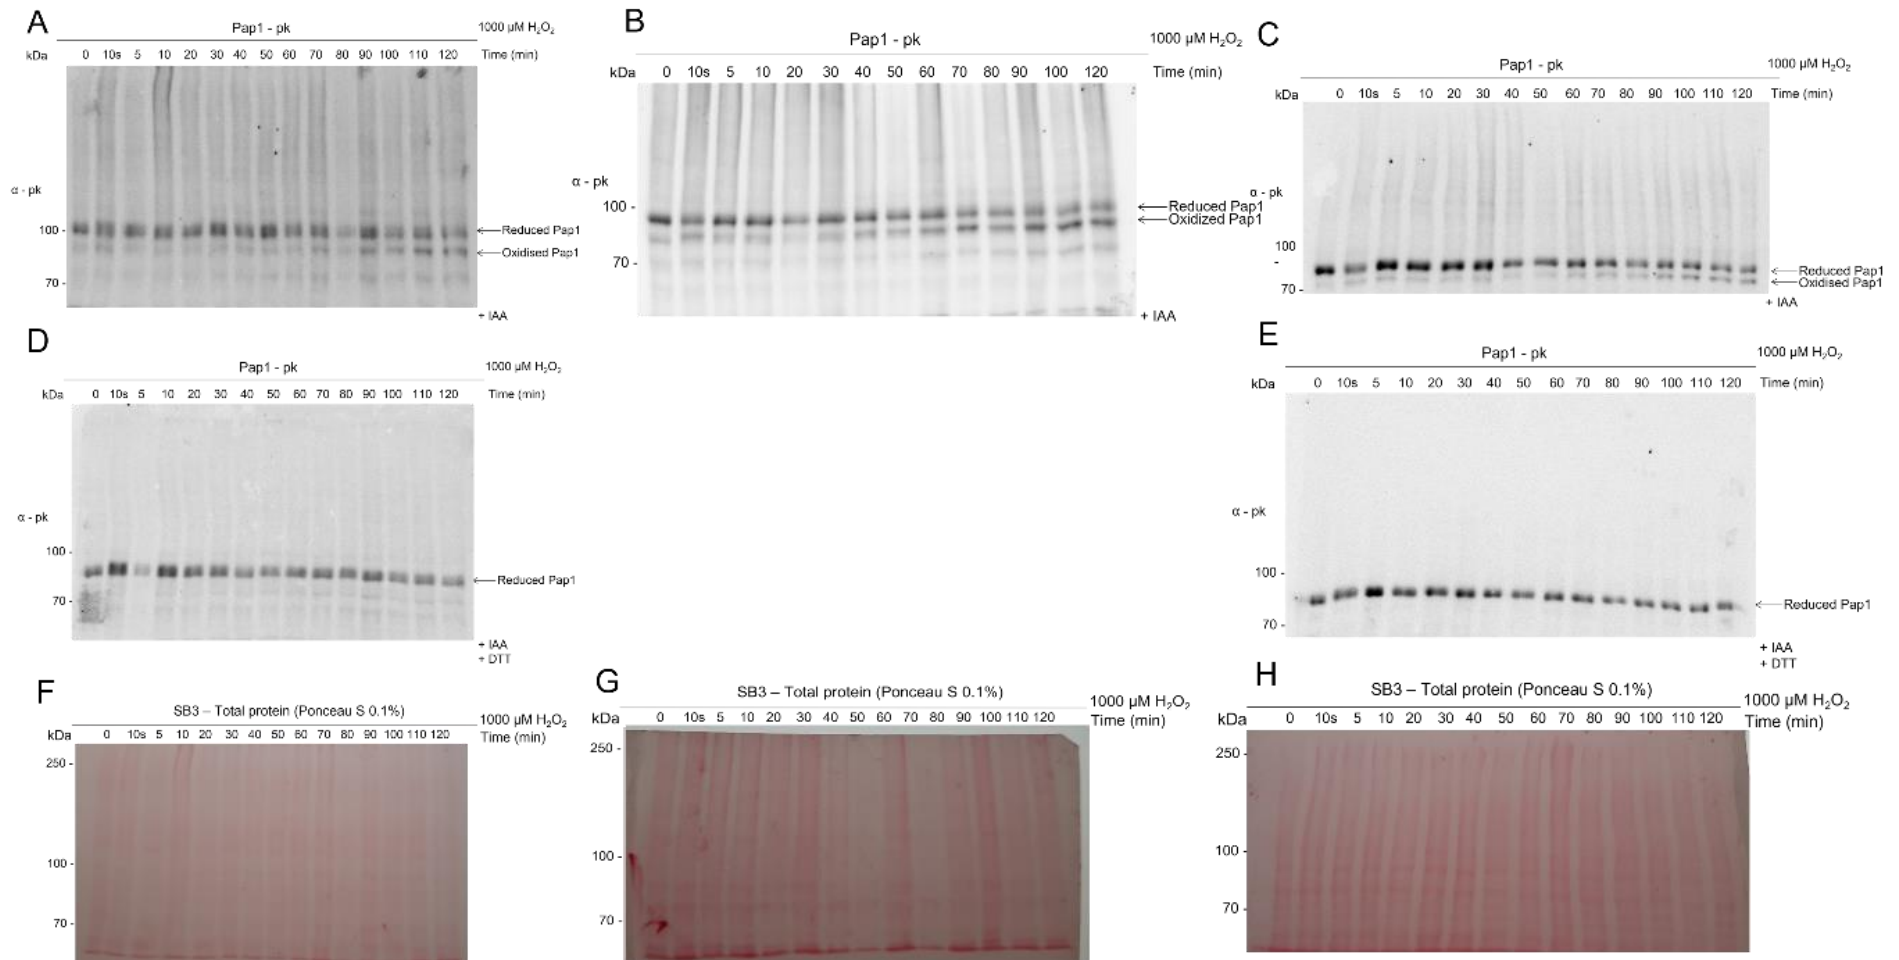 A
Pap1 - pk
1000 µM H₂O₂
kDa 0 10s 5 10 20 30 40 50 60 70 80 90 100 110 120 Time (min)
α - pk
100 -
70 -
Reduced Pap1
Oxidised Pap1
+ IAA
B
Pap1 - pk
1000 µM H₂O₂
kDa 0 10s 5 10 20 30 40 50 60 70 80 90 100 120 Time (min)
α - pk
100 -
70 -
Reduced Pap1
Oxidized Pap1
+ IAA
C
Pap1 - pk
1000 µM H₂O₂
kDa 0 10s 5 10 20 30 40 50 60 70 80 90 100 110 120 Time (min)
α - pk
100
-
70 -
Reduced Pap1
Oxidised Pap1
+ IAA
D
Pap1 - pk
1000 µM H₂O₂
kDa 0 10s 5 10 20 30 40 50 60 70 80 90 100 110 120 Time (min)
α - pk
100 -
70 -
Reduced Pap1
+ IAA
+ DTT
E
Pap1 - pk
1000 µM H₂O₂
kDa 0 10s 5 10 20 30 40 50 60 70 80 90 100 110 120 Time (min)
α - pk
100 -
70 -
Reduced Pap1
+ IAA
+ DTT
F
SB3 – Total protein (Ponceau S 0.1%)
1000 µM H₂O₂
kDa 0 10s 5 10 20 30 40 50 60 70 80 90 100 110 120 Time (min)
250 -
100 -
70 -
G
SB3 – Total protein (Ponceau S 0.1%)
1000 µM H₂O₂
kDa 0 10s 5 10 20 30 40 50 60 70 80 90 100 110 120 Time (min)
250 -
100 -
70 -
H
SB3 – Total protein (Ponceau S 0.1%)
1000 µM H₂O₂
kDa 0 10s 5 10 20 30 40 50 60 70 80 90 100 110 120 Time (min)
250 -
100 -
70 -